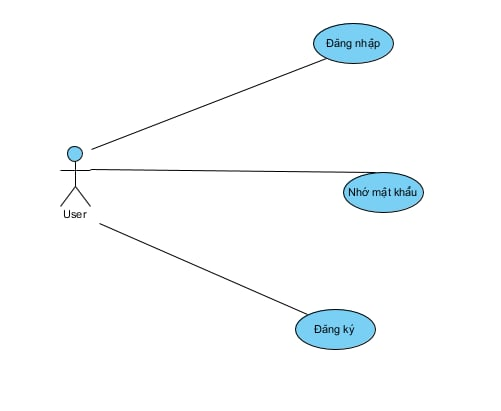 Đăng nhập
Nhớ mật khẩu
User
Đăng ký